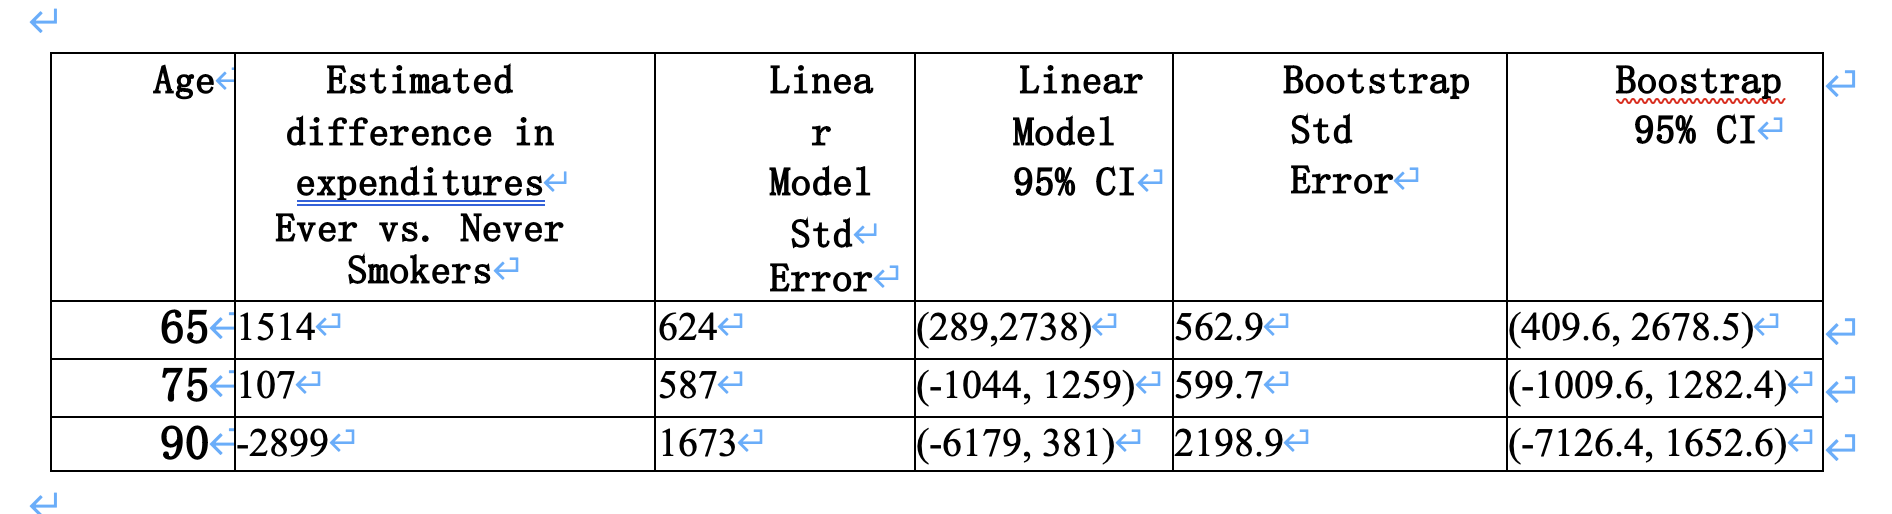 Age
Estimated
difference in
expenditures
Ever vs. Never
Smokers
Linea
r
Model
Std
Error
Linear
Model
95% CI
Bootstrap
Std
Error
Boostrap
95% CI
65 1514 624 (289,2738) 562.9 (409.6, 2678.5)
75 107 587 (-1044, 1259) 599.7 (-1009.6, 1282.4)
90 -2899 1673 (-6179, 381) 2198.9 (-7126.4, 1652.6)